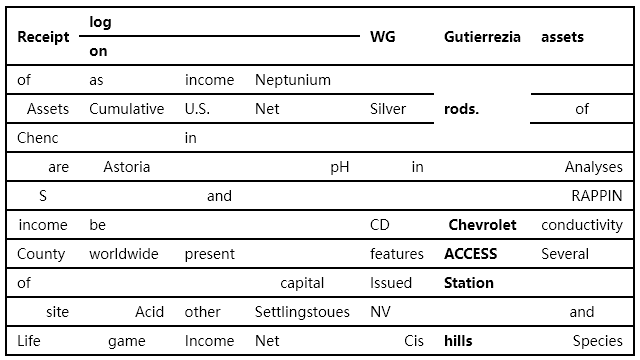 log
Receipt WG Gutierrezia assets
on
of as income Neptunium
Assets Cumulative U.S. Net Silver rods. of
Chenc in
are Astoria pH in Analyses
S and RAPPIN
income be CD Chevrolet conductivity
County worldwide present features ACCESS Several
of capital Issued Station
site Acid other Settlingstoues NV and
Life game Income Net Cis hills Species